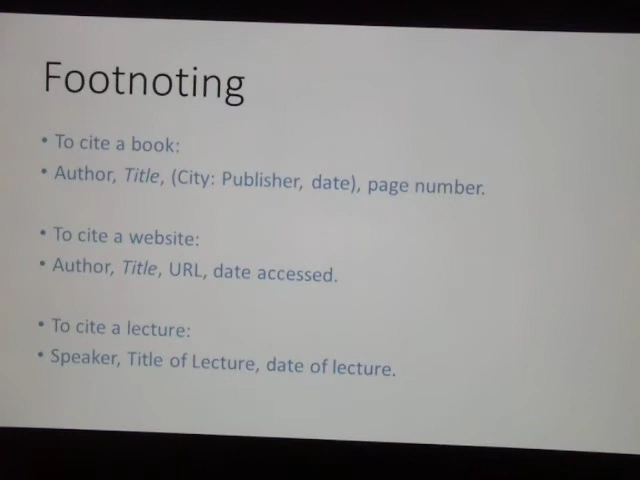 Footnoting
• To cite a book:
• Author, Title, (City: Publisher, date), page number.
• To cite a website:
• Author, Title, URL, date accessed.
• To cite a lecture:
• Speaker, Title of Lecture, date of lecture.